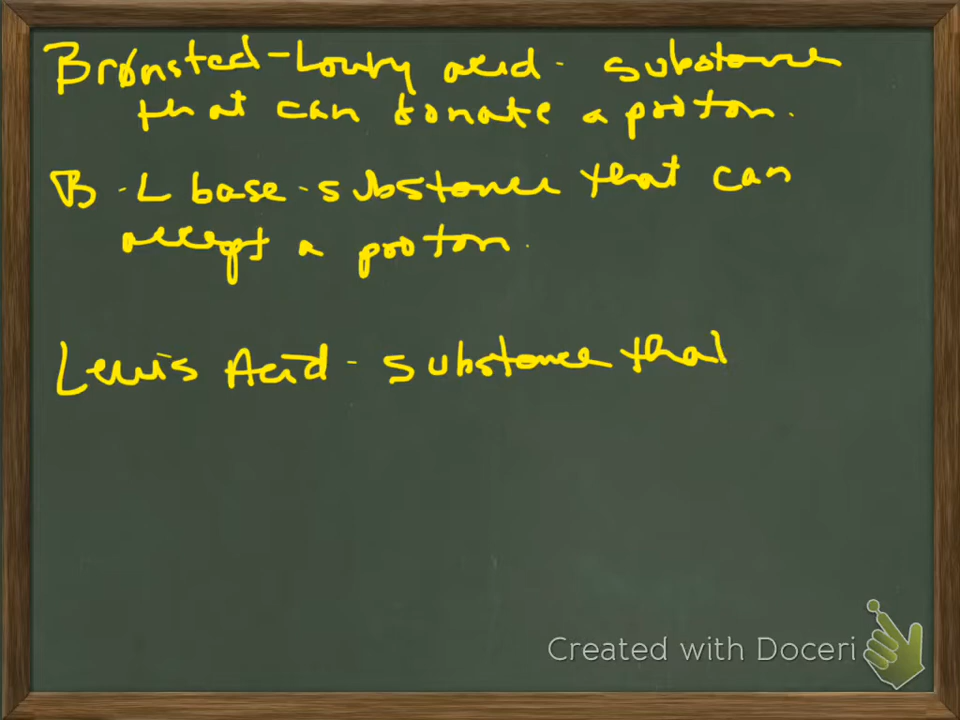 Brønsted-Lowry acid - substance
that can donate a proton.
B-L base - substance that can
accept a proton.
Lewis Acid - substance that
Created with Doceri